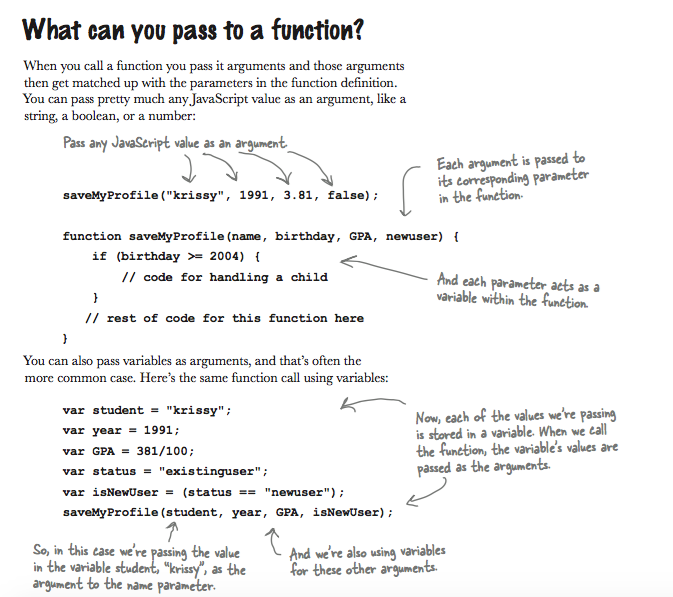 What can you pass to a function?
When you call a function you pass it arguments and those arguments
then get matched up with the parameters in the function definition.
You can pass pretty much any JavaScript value as an argument, like a
string, a boolean, or a number:
Pass any JavaScript value as an argument.
Each argument is passed to
its corresponding parameter
in the function.
saveMyProfile("krissy", 1991, 3.81, false);
function saveMyProfile(name, birthday, GPA, newuser) {
if (birthday >= 2004) {
// code for handling a child
}
And each parameter acts as a
variable within the function.
// rest of code for this function here
}
You can also pass variables as arguments, and that's often the
more common case. Here's the same function call using variables:
var student = "krissy";
var year = 1991;
var GPA = 381/100;
var status = "existinguser";
var isNewUser = (status == "newuser");
saveMyProfile(student, year, GPA, isNewUser);
Now, each of the values we're passing
is stored in a variable. When we call
the function, the variable's values are
passed as the arguments.
So, in this case we're passing the value
in the variable student, "krissy", as the
argument to the name parameter.
And we're also using variables
for these other arguments.